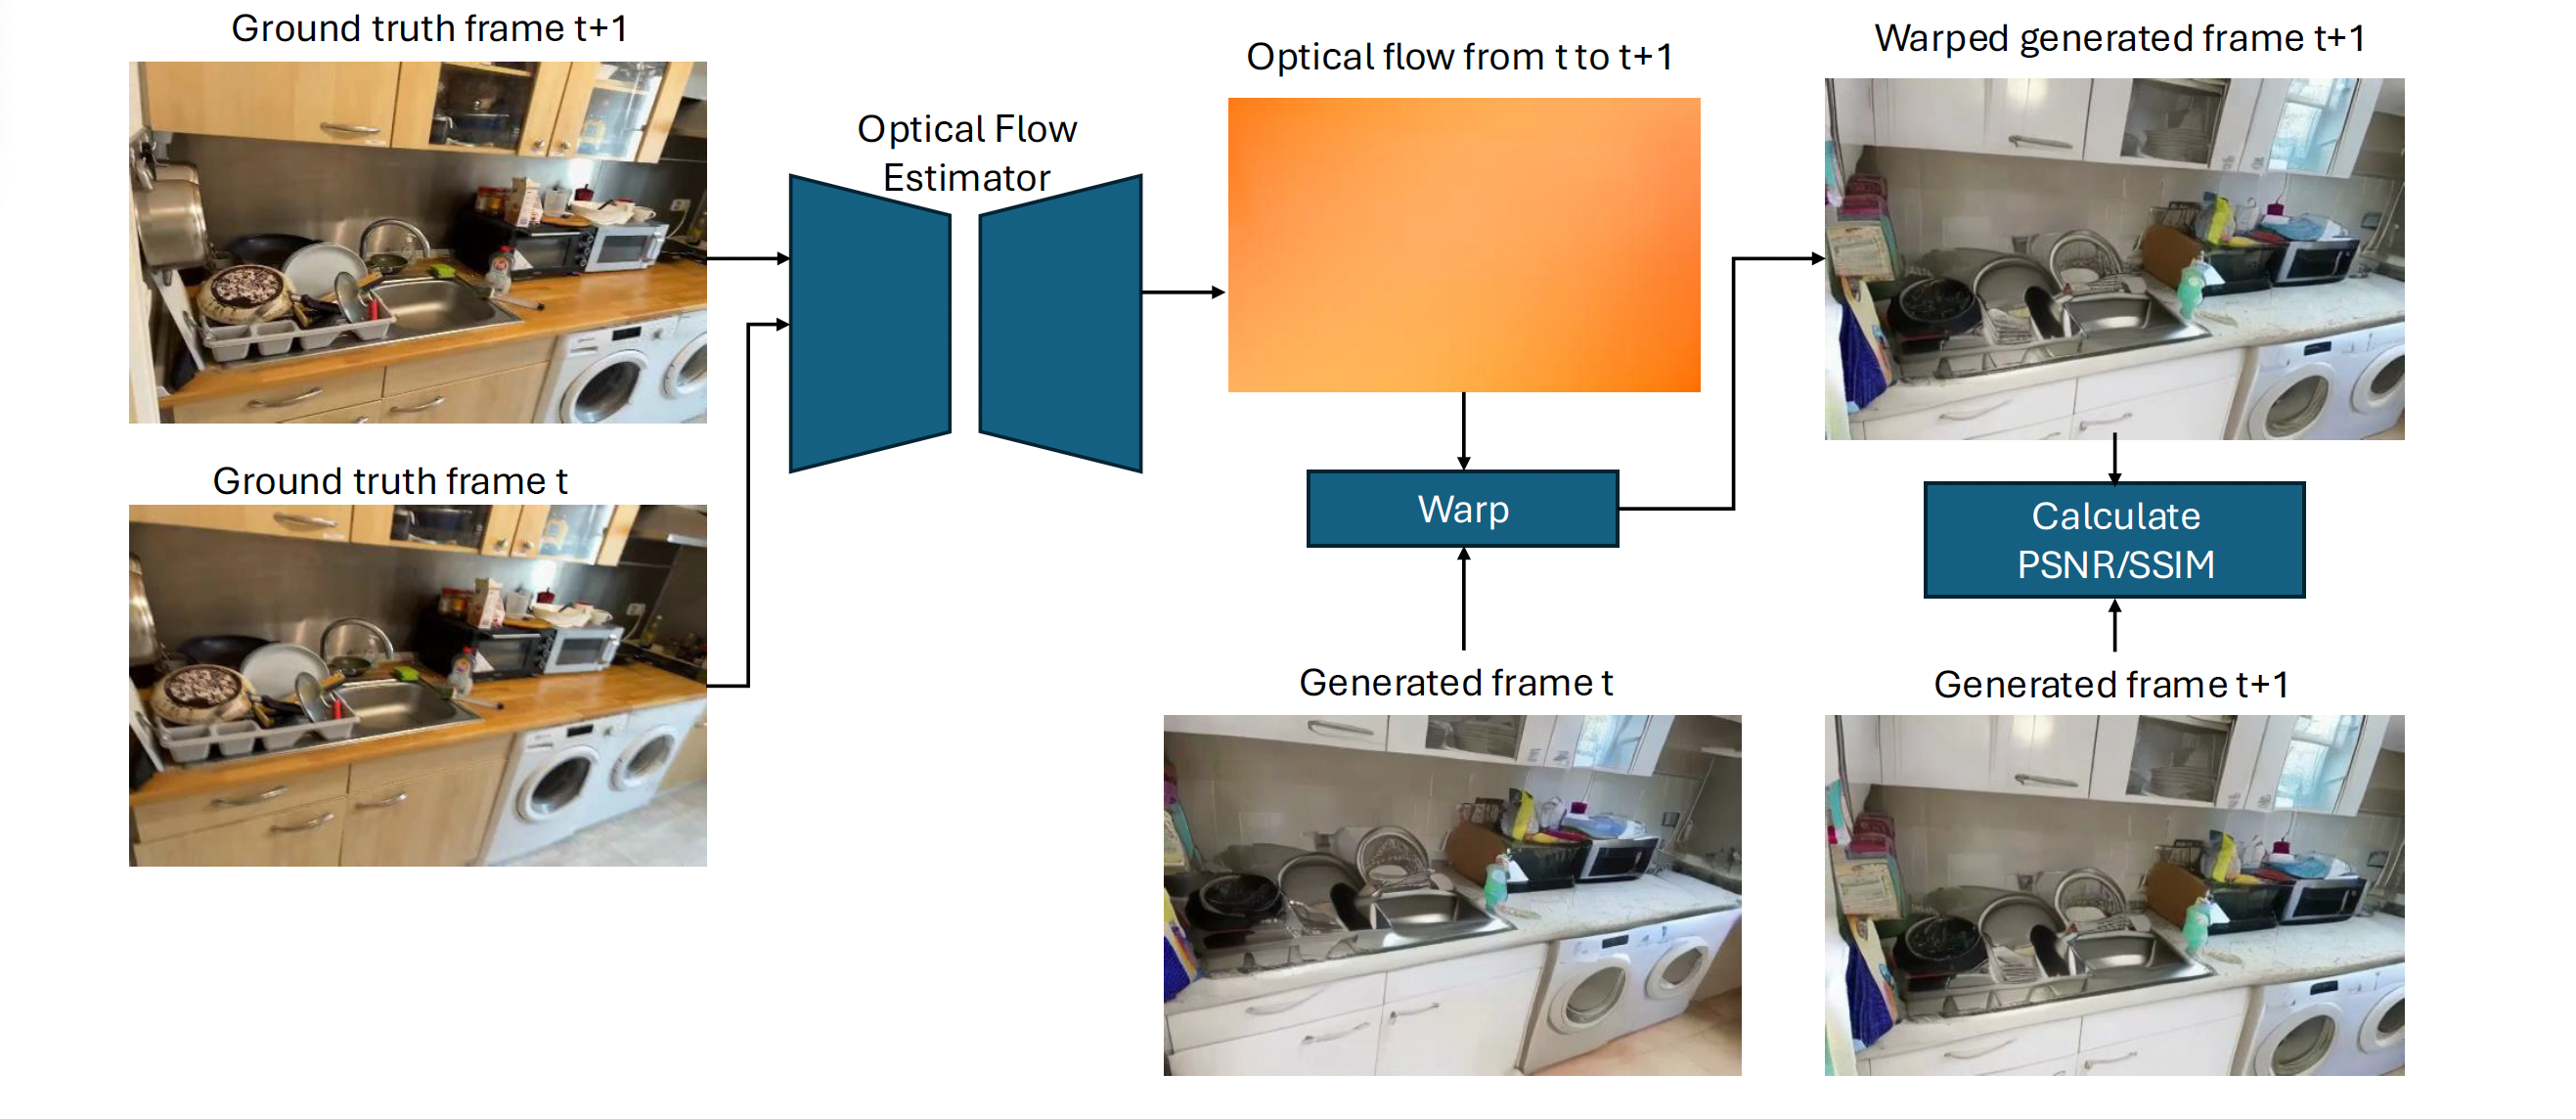 Ground truth frame t+1
Optical Flow
Estimator
Optical flow from t to t+1
Warped generated frame t+1
Ground truth frame t
Warp
Calculate
PSNR/SSIM
Generated frame t
Generated frame t+1